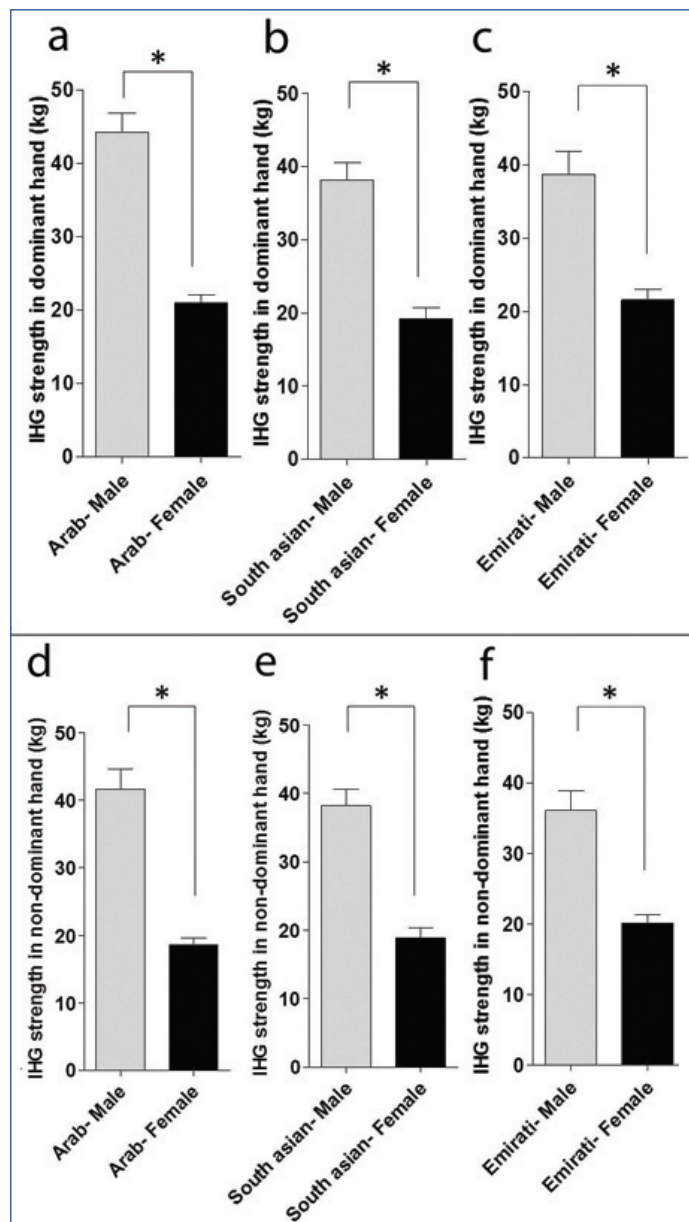 a
IHG strength in dominant hand (kg)
50
40
30
20
10
0
*
Arab- Male
Arab- Female
b
IHG strength in dominant hand (kg)
50
40
30
20
10
0
*
South asian- Male
South asian- Female
c
IHG strength in dominant hand (kg)
50
40
30
20
10
0
*
Emirati- Male
Emirati- Female
d
IHG strength in non-dominant hand (kg)
50
40
30
20
10
0
*
Arab- Male
Arab- Female
e
IHG strength in non-dominant hand (kg)
50
40
30
20
10
0
*
South asian- Male
South asian- Female
f
IHG strength in non-dominant hand (kg)
50
40
30
20
10
0
*
Emirati- Male
Emirati- Female